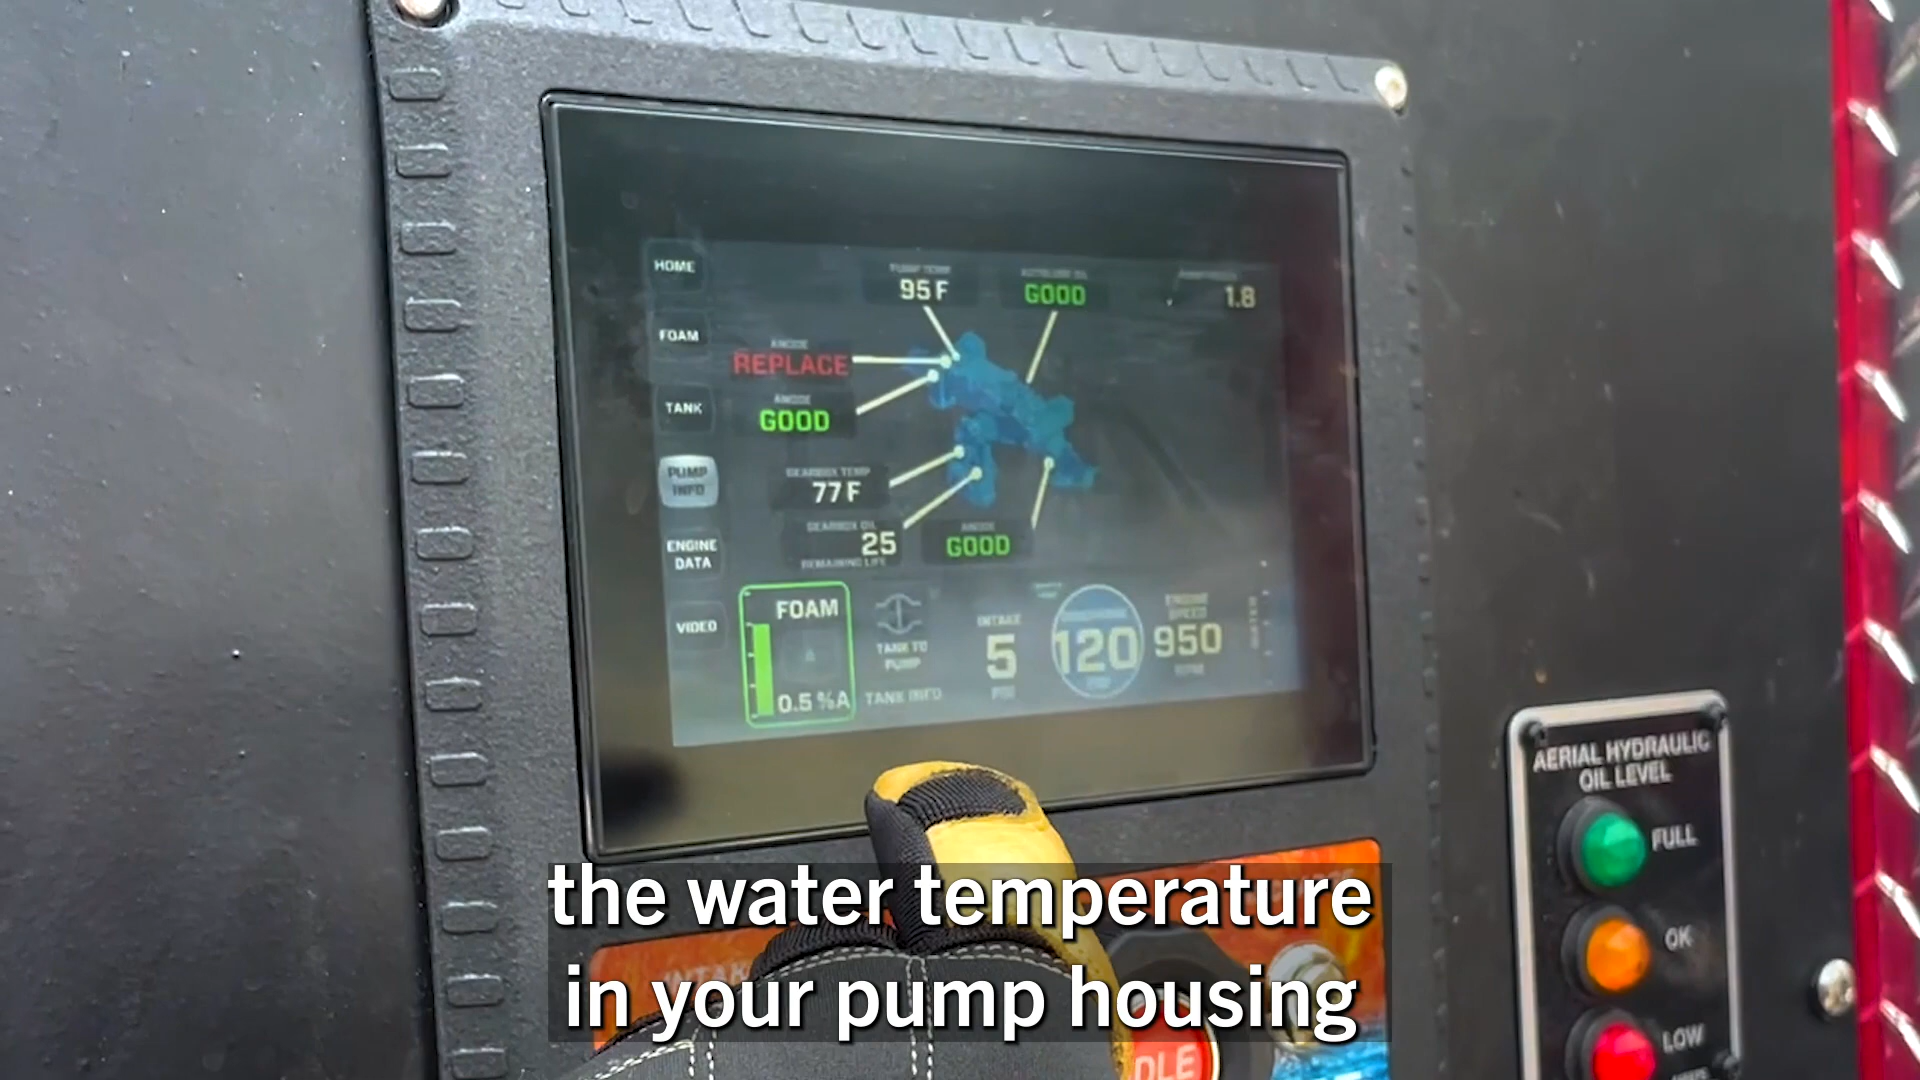 HOME
FOAM
TANK
PUMP
INFO
ENGINE
DATA
VIDEO
PUMP TEMP
95 F
GOOD
1.8
ANODE
REPLACE
ANODE
GOOD
GEARBOX TEMP
77 F
GEARBOX OIL
25
REMAINING LIFE
ANODE
GOOD
FOAM
0.5 %A
TANK TO
PUMP
TANK INFO
INTAKE
5
PSI
120
PSI
ENGINE
SPEED
950
RPM
AERIAL HYDRAULIC
OIL LEVEL
FULL
OK
LOW
the water temperature
in your pump housing